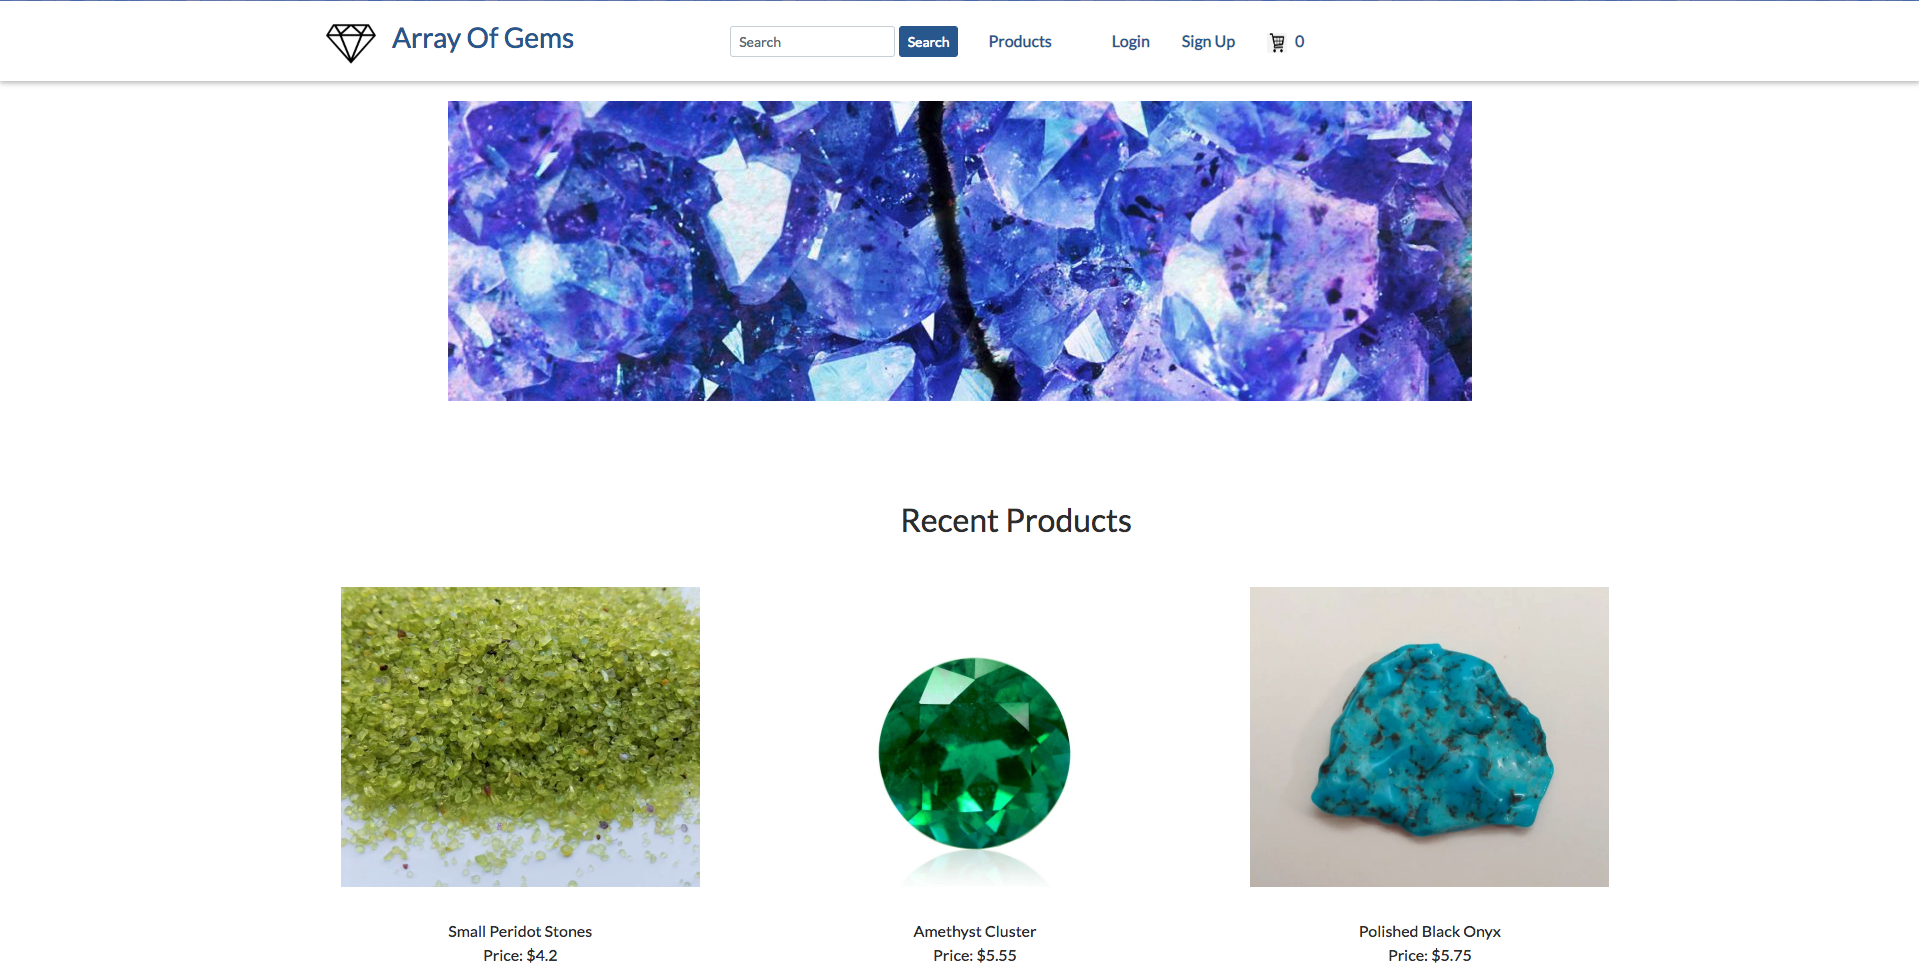 Array Of Gems
Search Search Products Login Sign Up 0
Recent Products
Small Peridot Stones
Price: $4.2
Amethyst Cluster
Price: $5.55
Polished Black Onyx
Price: $5.75